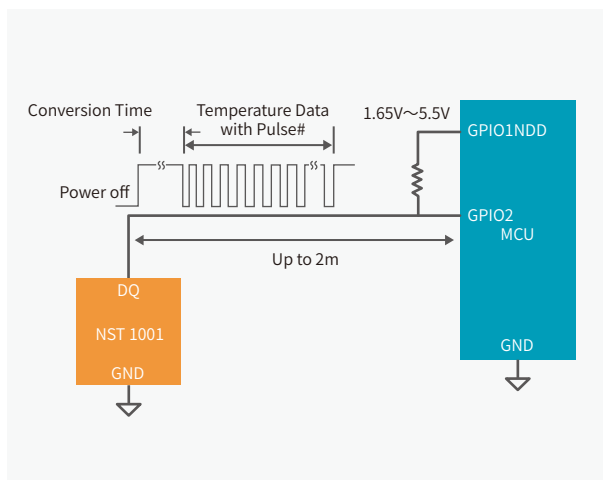 Conversion Time
Temperature Data
with Pulse#
1.65V～5.5V
GPIO1NDD
Power off
GPIO2
MCU
Up to 2m
DQ
NST 1001
GND
GND